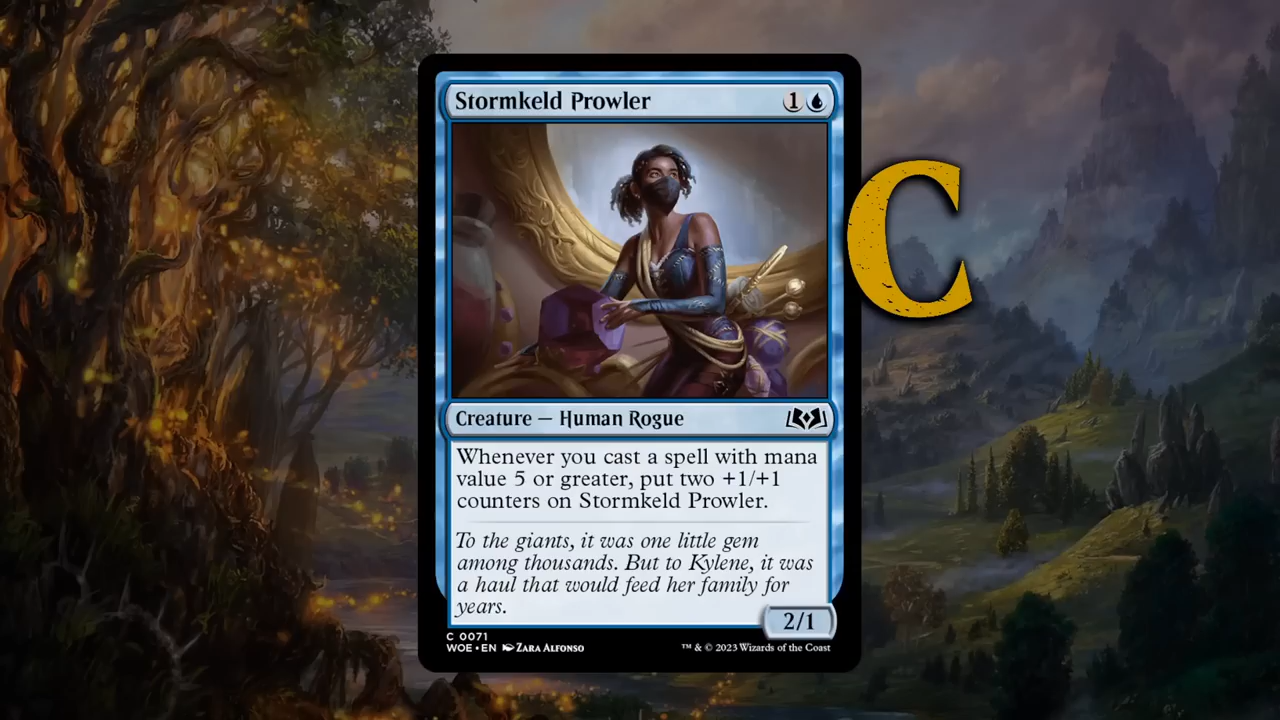 Stormkeld Prowler 1
C
Creature — Human Rogue
Whenever you cast a spell with mana
value 5 or greater, put two +1/+1
counters on Stormkeld Prowler.
To the giants, it was one little gem
among thousands. But to Kylene, it was
a haul that would feed her family for
years.
2/1
C 0071
WOE • EN Zara Alfonso
™ & © 2023 Wizards of the Coast